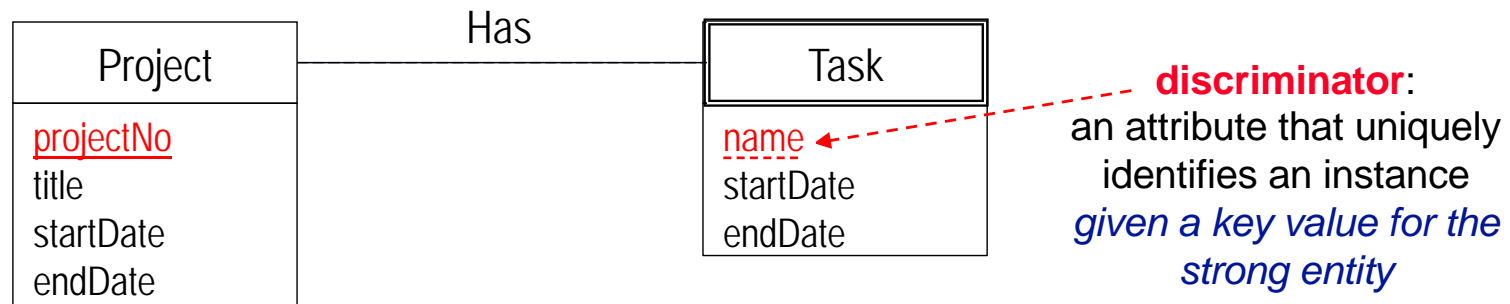 Has
Project
projectNo
title
startDate
endDate
Task
name
startDate
endDate
discriminator:
an attribute that uniquely
identifies an instance
given a key value for the
strong entity